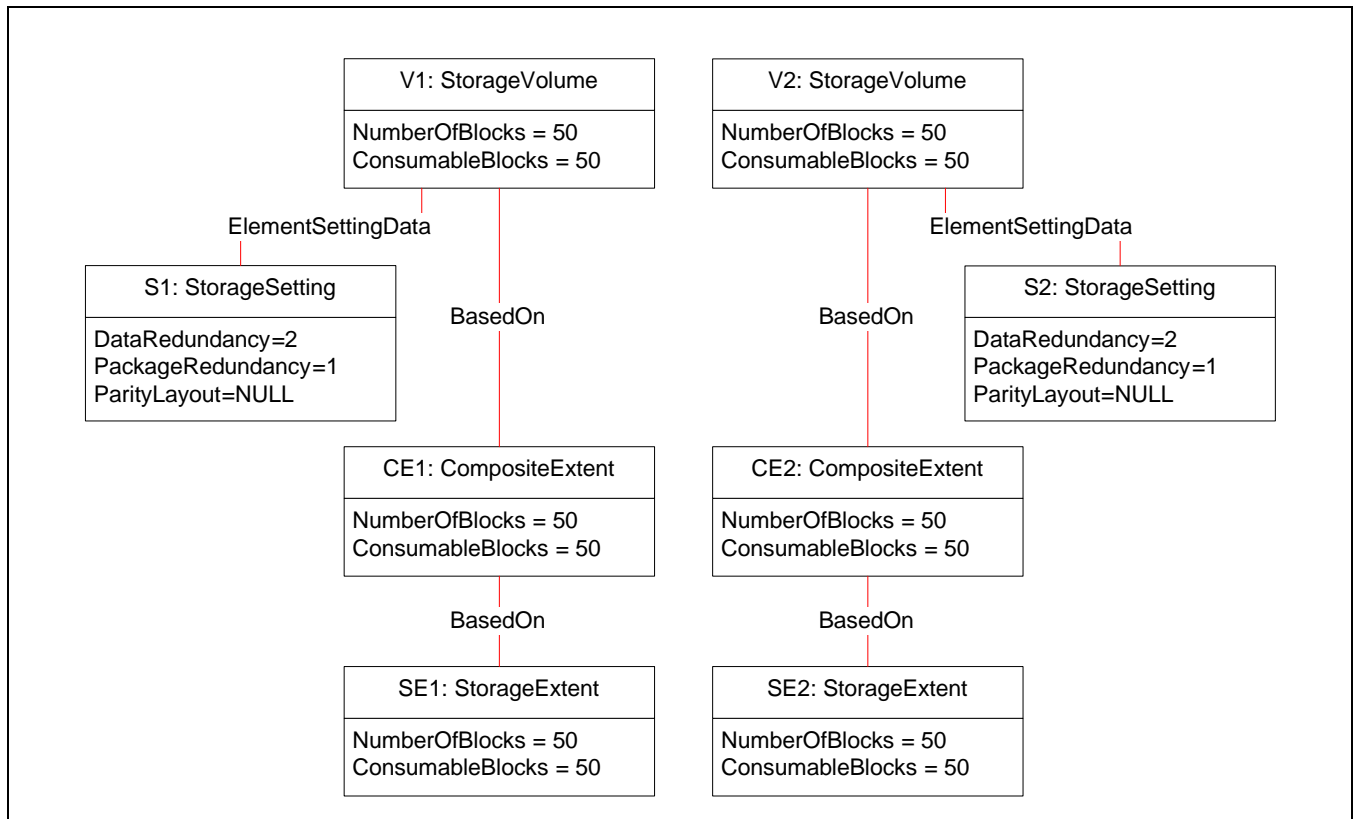 V1: StorageVolume
NumberOfBlocks = 50
ConsumableBlocks = 50
V2: StorageVolume
NumberOfBlocks = 50
ConsumableBlocks = 50
ElementSettingData
ElementSettingData
S1: StorageSetting
DataRedundancy=2
PackageRedundancy=1
ParityLayout=NULL
BasedOn
BasedOn
S2: StorageSetting
DataRedundancy=2
PackageRedundancy=1
ParityLayout=NULL
CE1: CompositeExtent
NumberOfBlocks = 50
ConsumableBlocks = 50
CE2: CompositeExtent
NumberOfBlocks = 50
ConsumableBlocks = 50
BasedOn
BasedOn
SE1: StorageExtent
NumberOfBlocks = 50
ConsumableBlocks = 50
SE2: StorageExtent
NumberOfBlocks = 50
ConsumableBlocks = 50